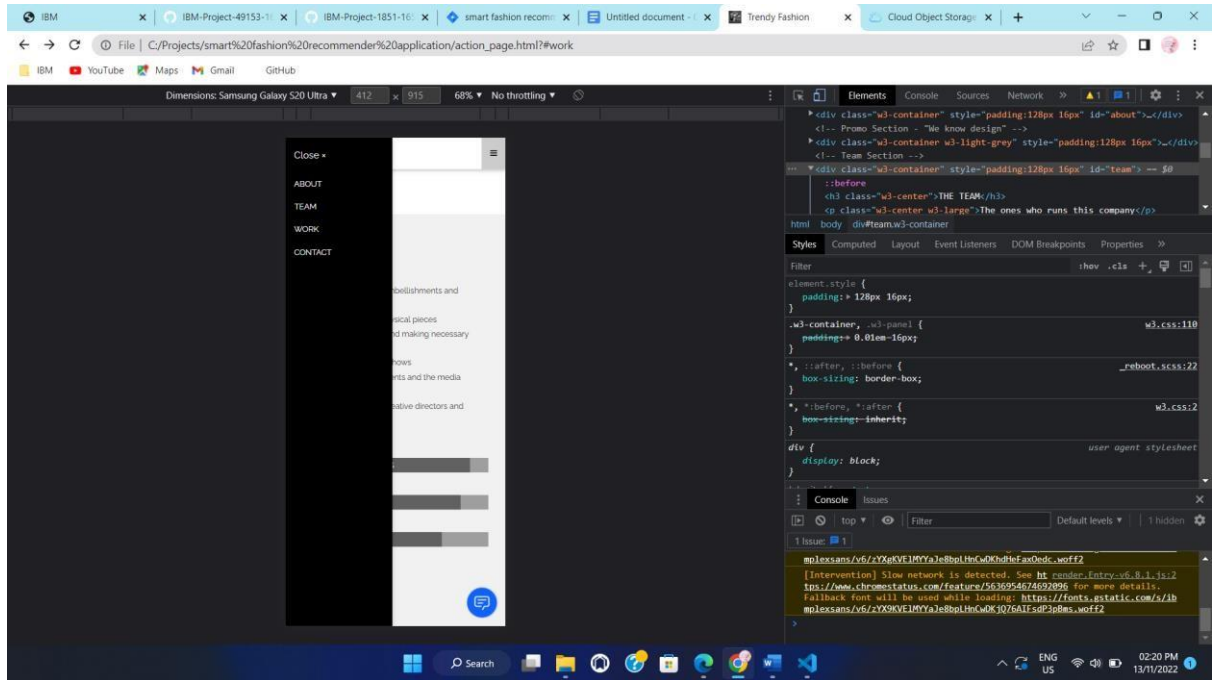 IBM
IBM-Project-49153-1
IBM-Project-1851-16
smart fashion recomm
Untitled document -
Trendy Fashion
Cloud Object Storage
File | C:/Projects/smart%20fashion%20recommender%20application/action_page.html?#work
IBM YouTube Maps Gmail GitHub
Dimensions: Samsung Galaxy S20 Ultra ▼ 412 x 915 68% ▼ No throttling ▼
Close ×
ABOUT
TEAM
WORK
CONTACT
bellishments and
sical pieces
nd making necessary
hows
ents and the media
eative directors and
Elements Console Sources Network » 1 1
<div class="w3-container" style="padding:128px 16px" id="about">…</div>
<!-- Promo Section - "We know design" -->
<div class="w3-container w3-light-grey" style="padding:128px 16px">…</div>
<!-- Team Section -->
<div class="w3-container" style="padding:128px 16px" id="team"> == $0
::before
<h3 class="w3-center">THE TEAM</h3>
<p class="w3-center w3-large">The ones who runs this company</p>
html body div#team.w3-container
Styles Computed Layout Event Listeners DOM Breakpoints Properties »
Filter :hov .cls +
element.style {
padding: 128px 16px;
}
.w3-container, .w3-panel { w3.css:110
padding: 0.01em 16px;
}
*, ::after, ::before { _reboot.scss:22
box-sizing: border-box;
}
*, *:before, *:after { w3.css:2
box-sizing: inherit;
}
div { user agent stylesheet
display: block;
}
Console Issues
top ▼ Filter Default levels ▼ 1 hidden
1 Issue: 1
[Intervention] Slow network is detected. See ht render.Entry-v6.8.1.js:2
tps://www.chromestatus.com/feature/5636954674692096 for more details.
Fallback font will be used while loading: https://fonts.gstatic.com/s/ib
Search
ENG
US
02:20 PM
13/11/2022
1